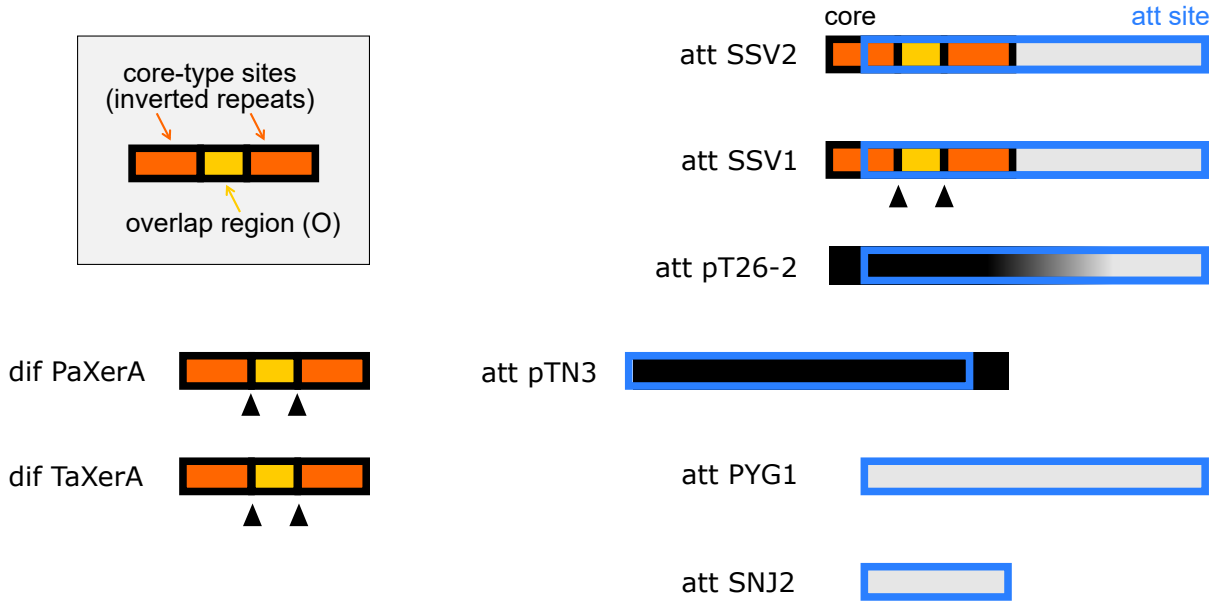 core-type sites
(inverted repeats)
overlap region (O)
core
att site
att SSV2
att SSV1
att pT26-2
dif PaXerA
att pTN3
dif TaXerA
att PYG1
att SNJ2